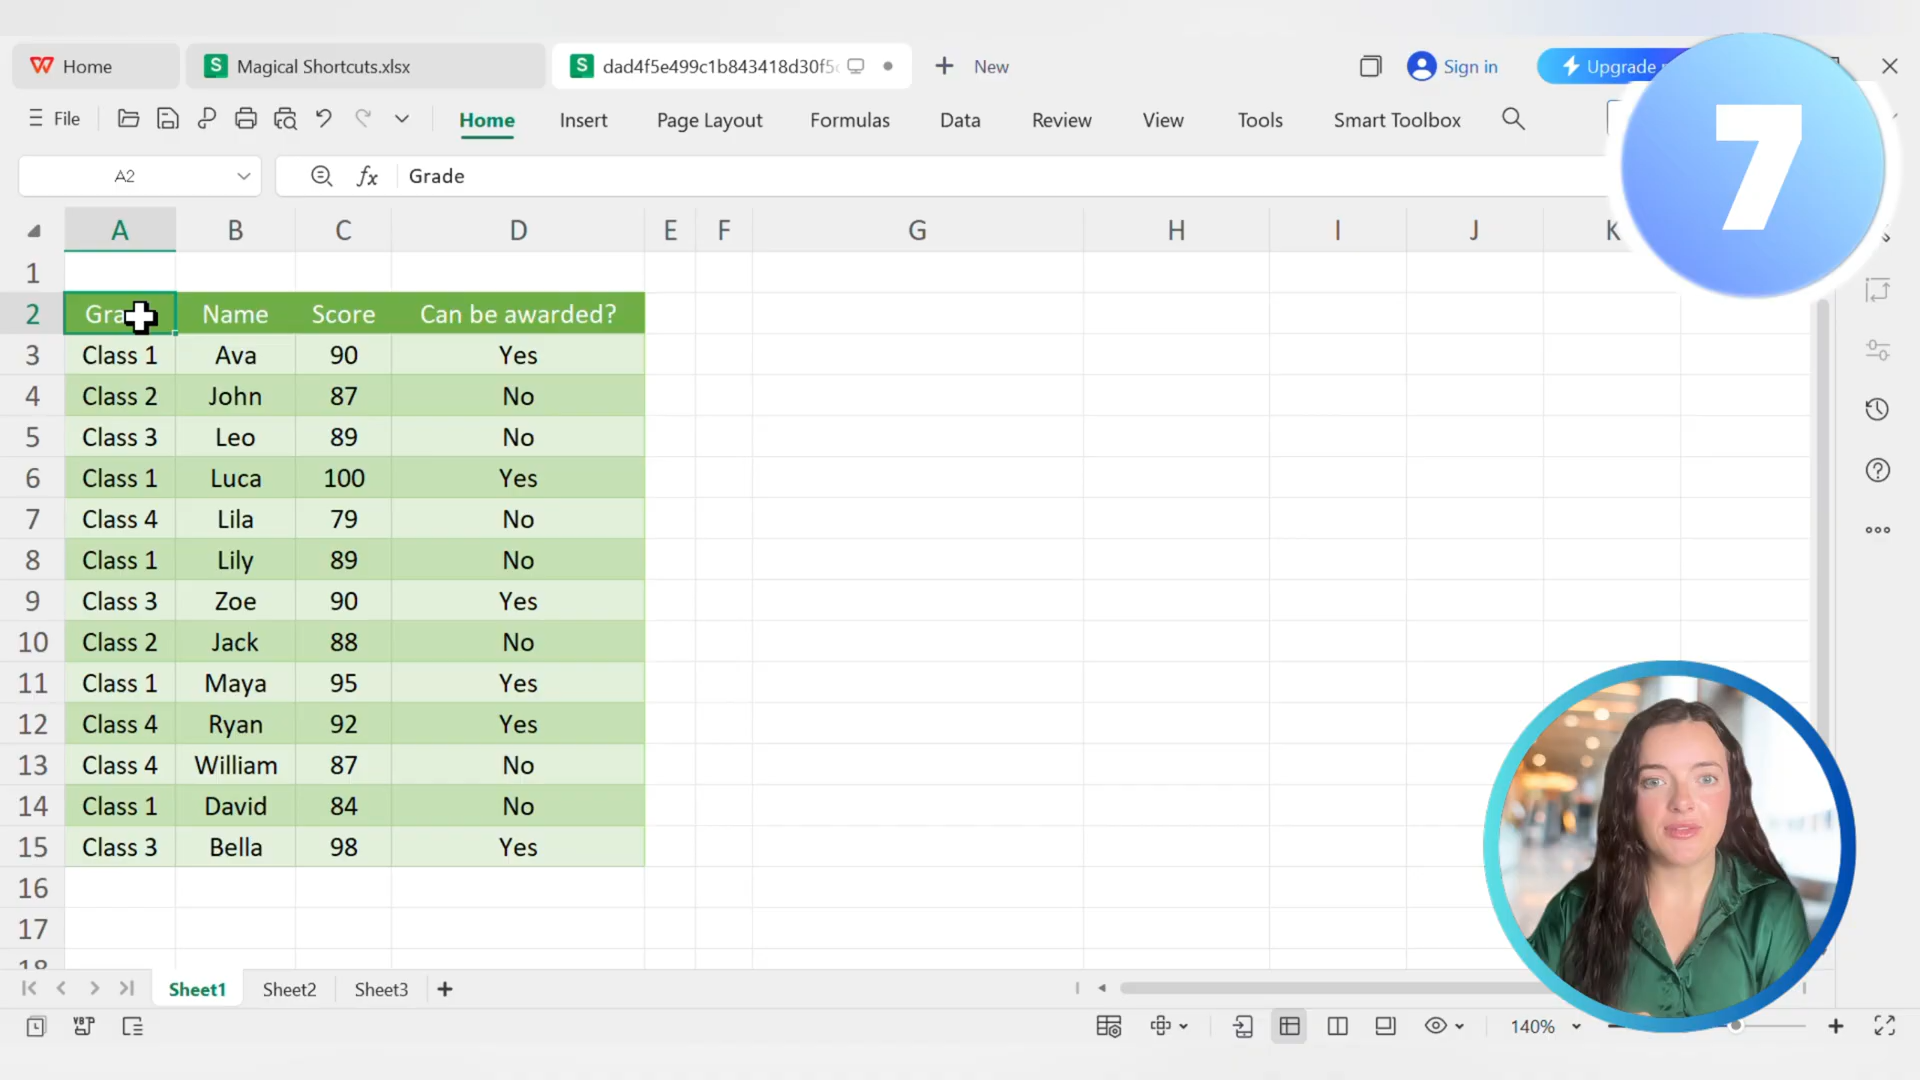 Home
Magical Shortcuts.xlsx
dad4f5e499c1b843418d30f5
New
Sign in
Upgrade
7
File
Home Insert Page Layout Formulas Data Review View Tools Smart Toolbox
A2
fx Grade
A B C D E F G H I J K
1
2 Name Score Can be awarded?
3 Class 1 Ava 90 Yes
4 Class 2 John 87 No
5 Class 3 Leo 89 No
6 Class 1 Luca 100 Yes
7 Class 4 Lila 79 No
8 Class 1 Lily 89 No
9 Class 3 Zoe 90 Yes
10 Class 2 Jack 88 No
11 Class 1 Maya 95 Yes
12 Class 4 Ryan 92 Yes
13 Class 4 William 87 No
14 Class 1 David 84 No
15 Class 3 Bella 98 Yes
16
17
18
Sheet1 Sheet2 Sheet3
140%